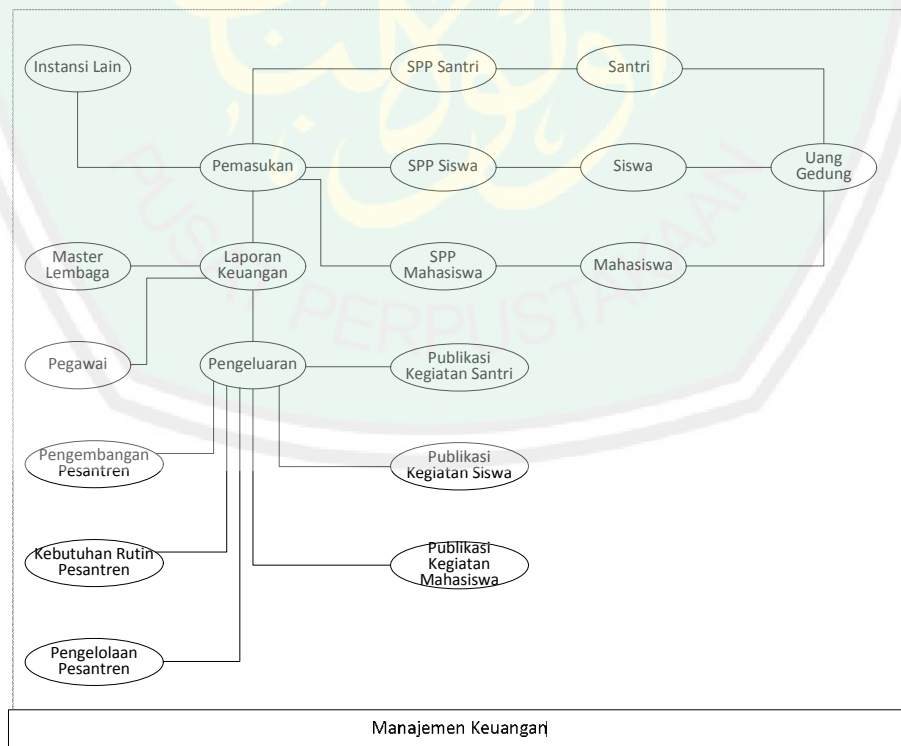 Instansi Lain
SPP Santri
Santri
Pemasukan
SPP Siswa
Siswa
Uang
Gedung
Master
Lembaga
Laporan
Keuangan
SPP
Mahasiswa
Mahasiswa
Pegawai
Pengeluaran
Publikasi
Kegiatan Santri
Pengembangan
Pesantren
Publikasi
Kegiatan Siswa
Kebutuhan Rutin
Pesantren
Publikasi
Kegiatan
Mahasiswa
Pengelolaan
Pesantren
Manajemen Keuangan
PUSAT PERPUSTAKAAN